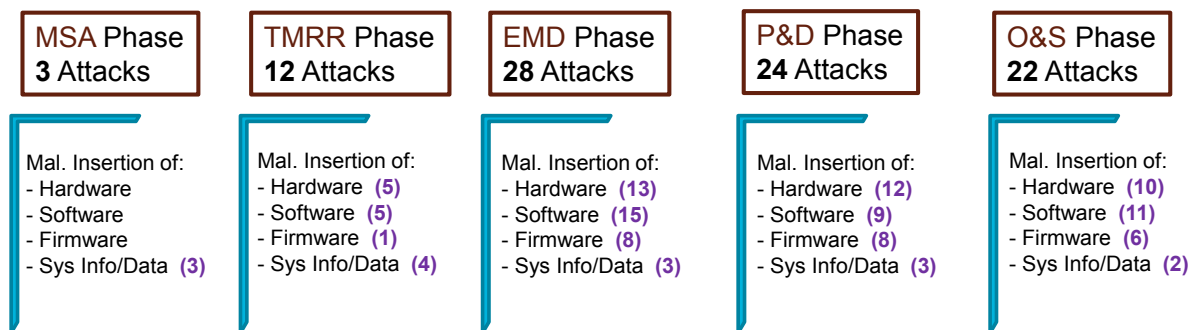 MSA Phase
3 Attacks
TMRR Phase
12 Attacks
EMD Phase
28 Attacks
P&D Phase
24 Attacks
O&S Phase
22 Attacks
Mal. Insertion of:
- Hardware
- Software
- Firmware
- Sys Info/Data (3)
Mal. Insertion of:
- Hardware (5)
- Software (5)
- Firmware (1)
- Sys Info/Data (4)
Mal. Insertion of:
- Hardware (13)
- Software (15)
- Firmware (8)
- Sys Info/Data (3)
Mal. Insertion of:
- Hardware (12)
- Software (9)
- Firmware (8)
- Sys Info/Data (3)
Mal. Insertion of:
- Hardware (10)
- Software (11)
- Firmware (6)
- Sys Info/Data (2)